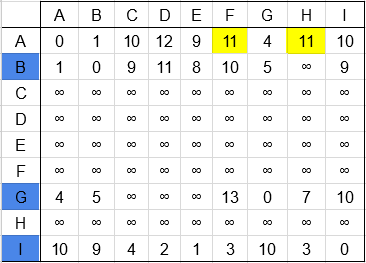 A B C D E F G H I
A 0 1 10 12 9 11 4 11 10
B 1 0 9 11 8 10 5 ∞ 9
C ∞ ∞ ∞ ∞ ∞ ∞ ∞ ∞ ∞
D ∞ ∞ ∞ ∞ ∞ ∞ ∞ ∞ ∞
E ∞ ∞ ∞ ∞ ∞ ∞ ∞ ∞ ∞
F ∞ ∞ ∞ ∞ ∞ ∞ ∞ ∞ ∞
G 4 5 ∞ ∞ ∞ 13 0 7 10
H ∞ ∞ ∞ ∞ ∞ ∞ ∞ ∞ ∞
I 10 9 4 2 1 3 10 3 0